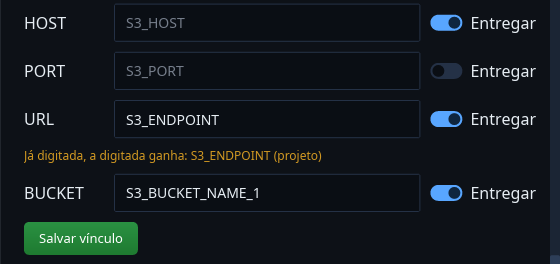 HOST S3_HOST Entregar
PORT S3_PORT Entregar
URL S3_ENDPOINT Entregar
Já digitada, a digitada ganha: S3_ENDPOINT (projeto)
BUCKET S3_BUCKET_NAME_1 Entregar
Salvar vínculo